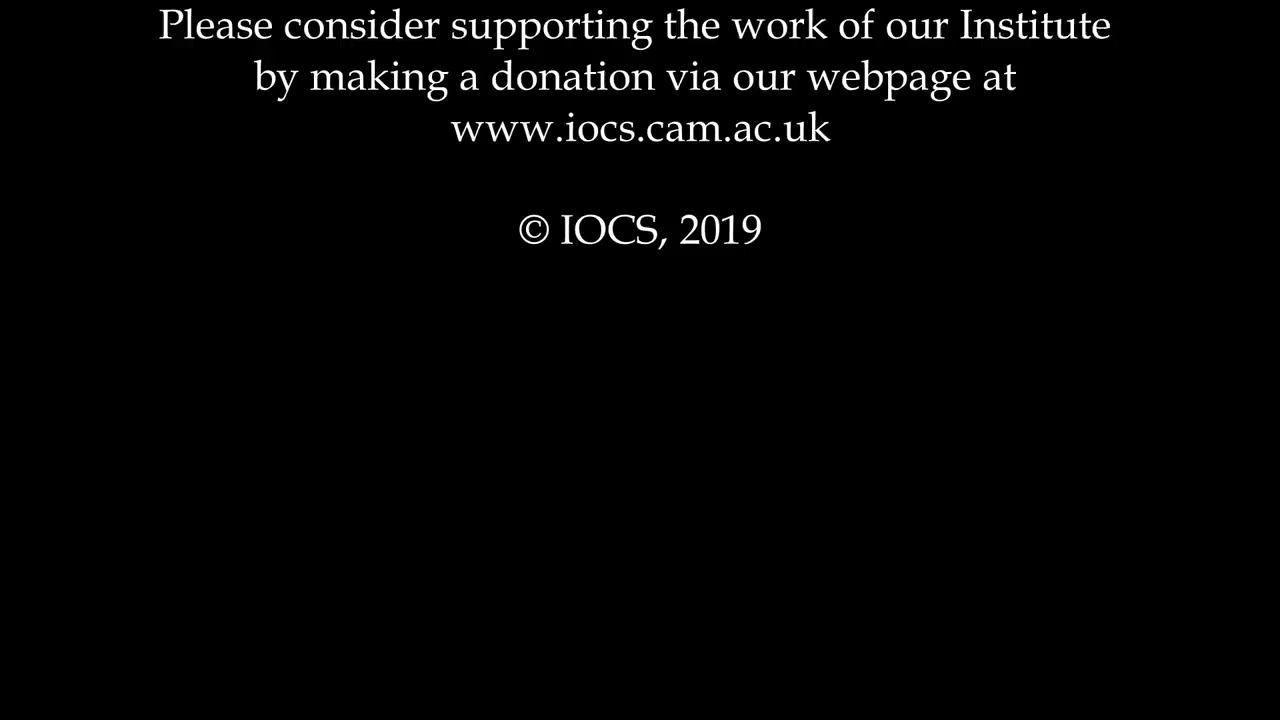 Please consider supporting the work of our Institute
by making a donation via our webpage at
www.iocs.cam.ac.uk
© IOCS, 2019